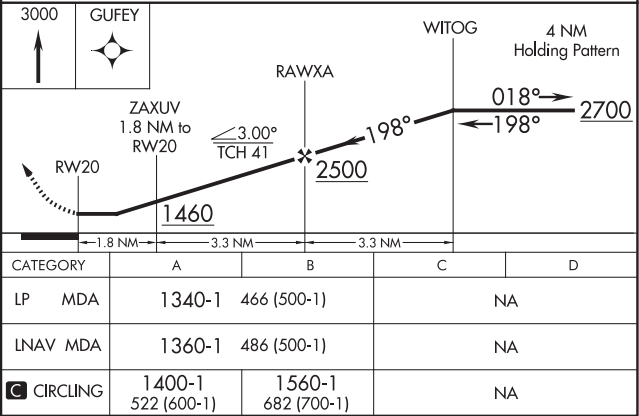 3000
GUFEY
WITOG
4 NM
Holding Pattern
RAWXA
018°
2700
198°
ZAXUV
1.8 NM to
RW20
3.00°
TCH 41
198°
RW20
2500
1460
1.8 NM
3.3 NM
3.3 NM
CATEGORY A B C D
LP MDA 1340-1 466 (500-1) NA
LNAV MDA 1360-1 486 (500-1) NA
C CIRCLING 1400-1 1560-1 NA
522 (600-1) 682 (700-1)